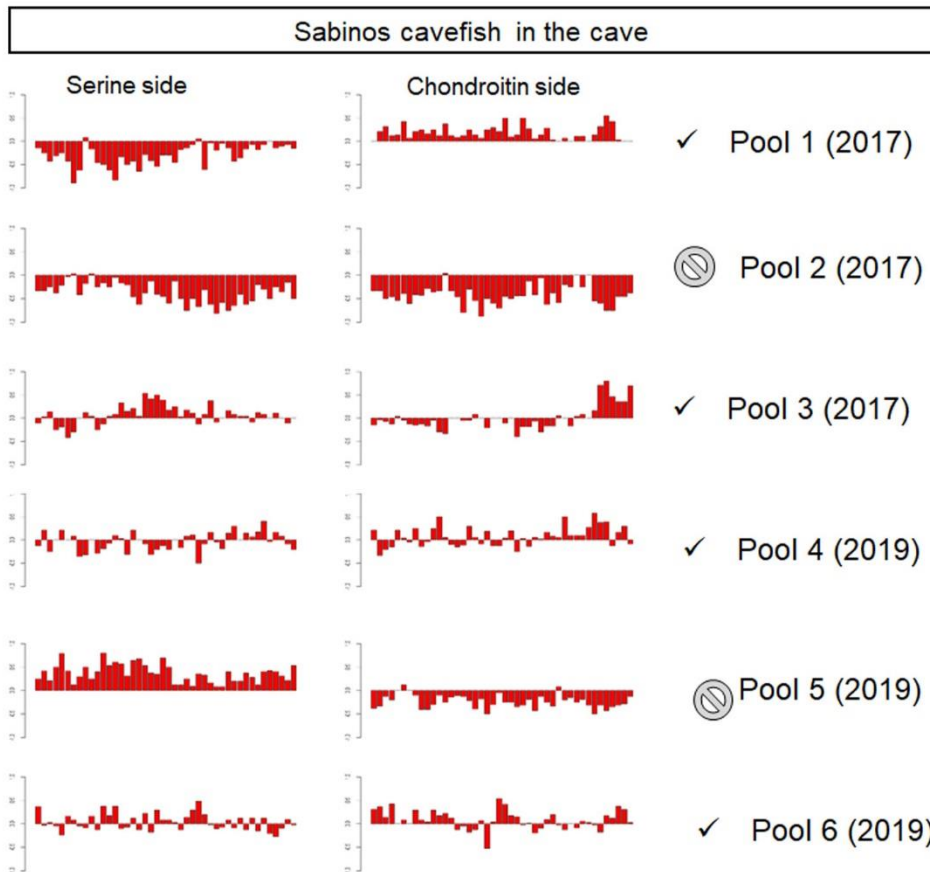 Sabinos cavefish in the cave
Serine side
Chondroitin side
✓ Pool 1 (2017)
Pool 2 (2017)
✓ Pool 3 (2017)
✓ Pool 4 (2019)
Pool 5 (2019)
✓ Pool 6 (2019)